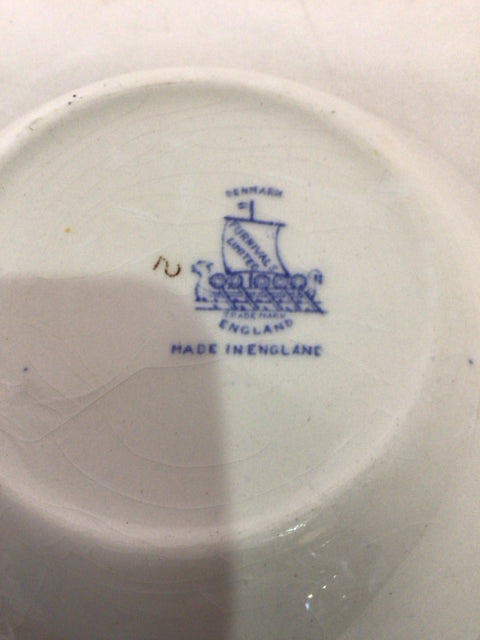 DENMARK
FURNIVALS
LIMITED
TRADE MARK
ENGLAND
MADE IN ENGLAND